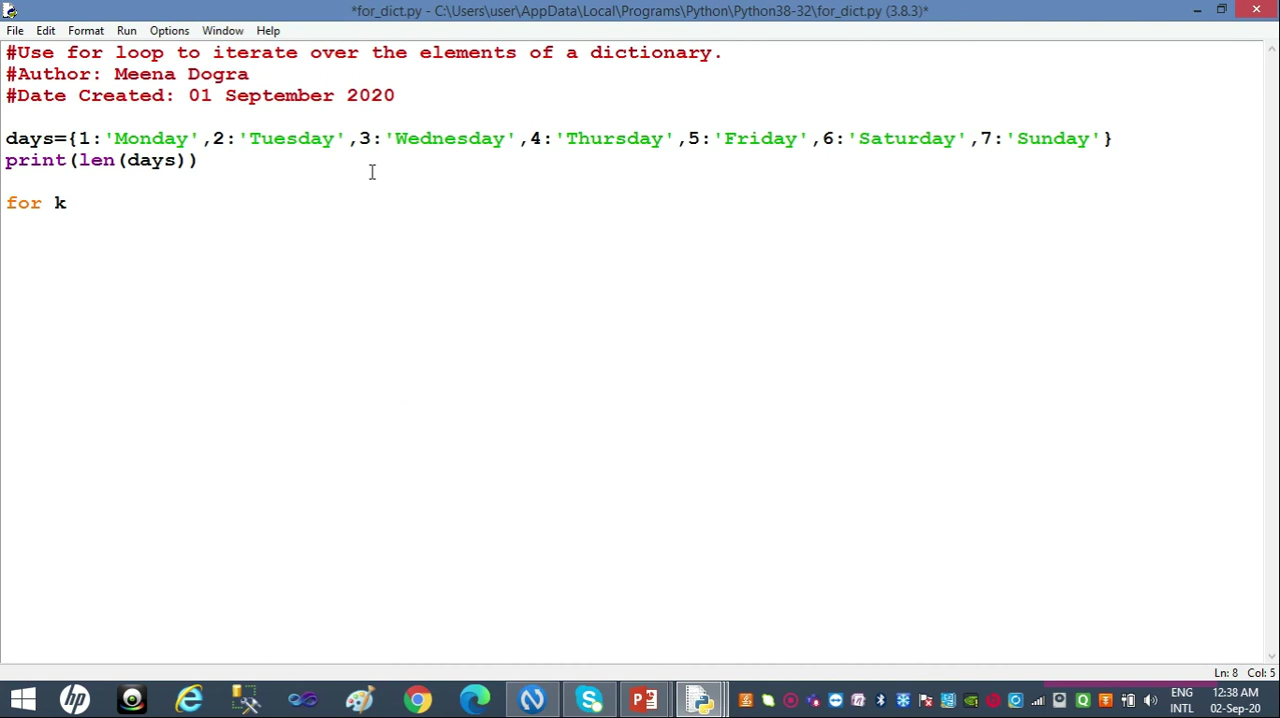 *for_dict.py - C:\Users\user\AppData\Local\Programs\Python\Python38-32\for_dict.py (3.8.3)*
File Edit Format Run Options Window Help
#Use for loop to iterate over the elements of a dictionary.
#Author: Meena Dogra
#Date Created: 01 September 2020
days={1:'Monday',2:'Tuesday',3:'Wednesday',4:'Thursday',5:'Friday',6:'Saturday',7:'Sunday'}
print(len(days))
for k
Ln: 8 Col: 5
ENG 12:38 AM
INTL 02-Sep-20